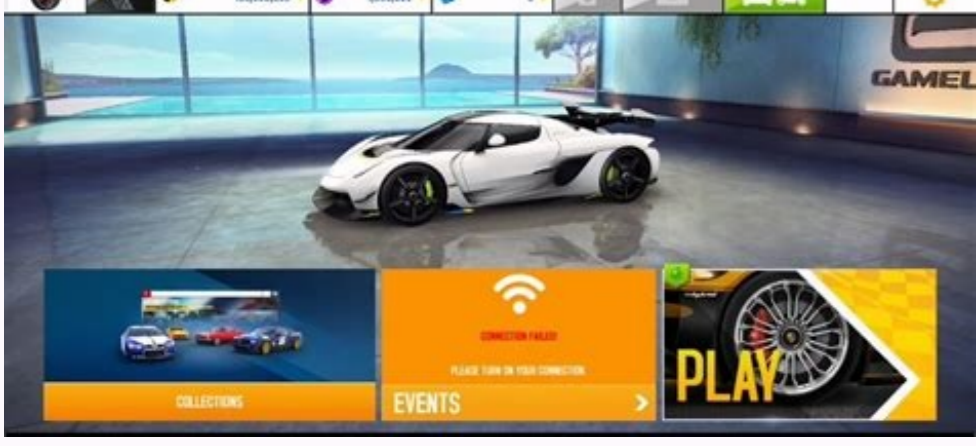 GAMEL
CONNECTION FAILED!
PLEASE TURN ON YOUR CONNECTION
COLLECTIONS
EVENTS
PLAY